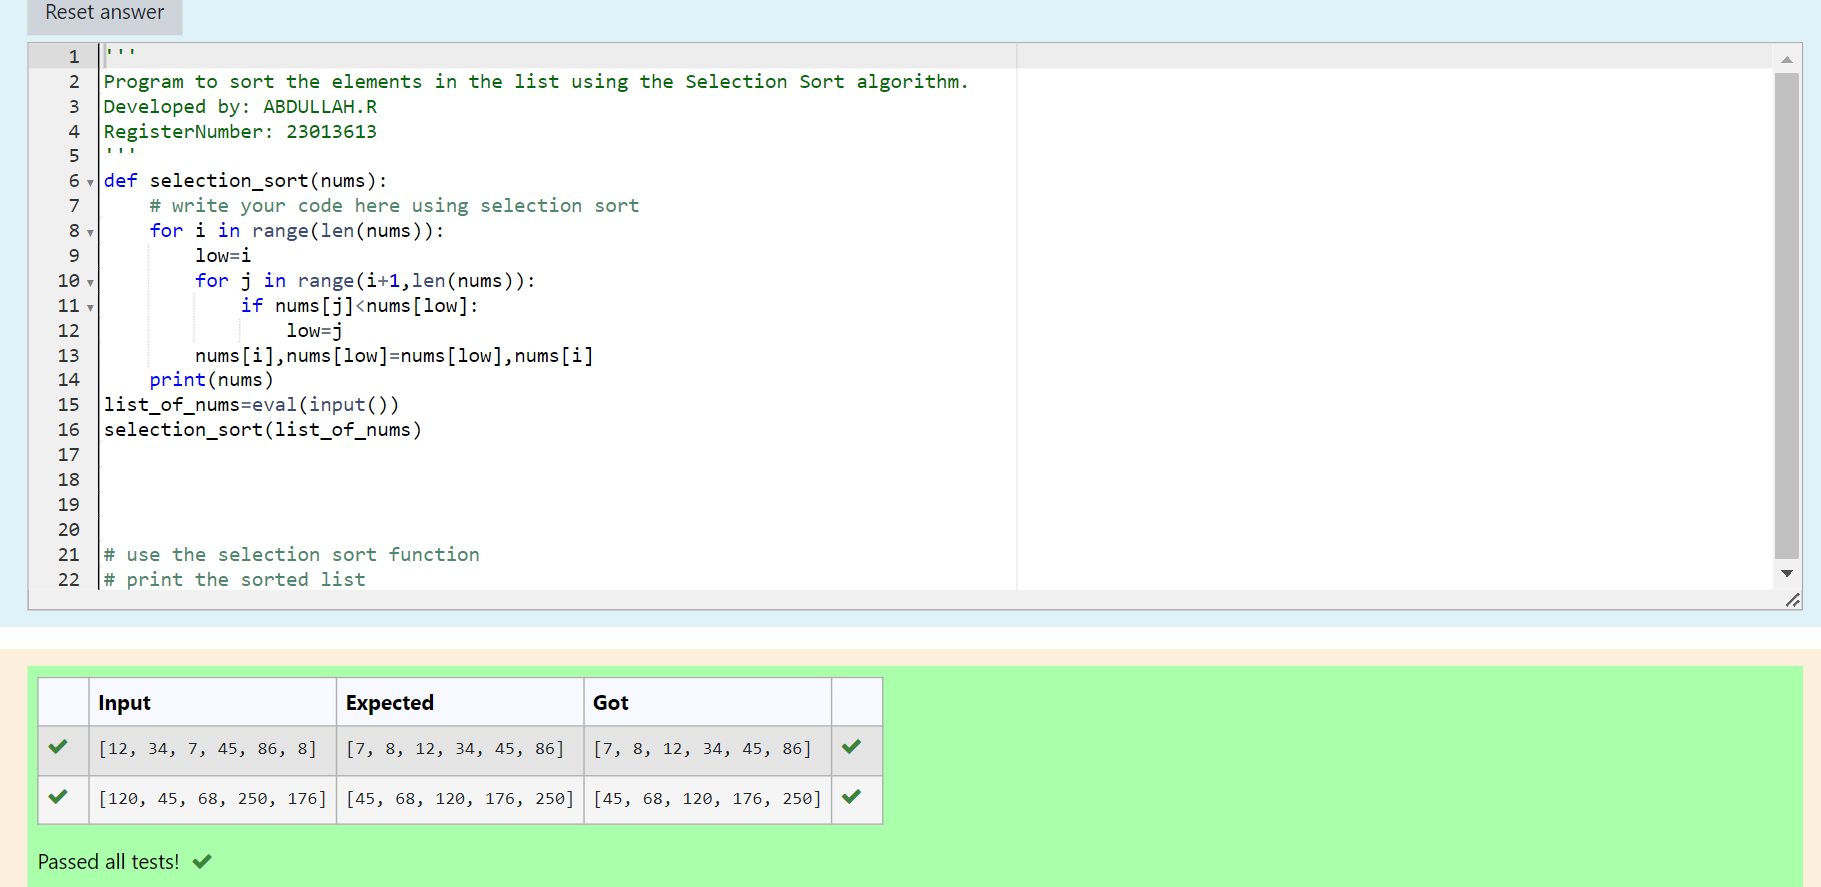 Reset answer
1 '''
2 Program to sort the elements in the list using the Selection Sort algorithm.
3 Developed by: ABDULLAH.R
4 RegisterNumber: 23013613
5 '''
6 def selection_sort(nums):
7     # write your code here using selection sort
8     for i in range(len(nums)):
9         low=i
10         for j in range(i+1,len(nums)):
11             if nums[j]<nums[low]:
12                 low=j
13         nums[i],nums[low]=nums[low],nums[i]
14     print(nums)
15 list_of_nums=eval(input())
16 selection_sort(list_of_nums)
17
18
19
20
21 # use the selection sort function
22 # print the sorted list
Input Expected Got
[12, 34, 7, 45, 86, 8] [7, 8, 12, 34, 45, 86] [7, 8, 12, 34, 45, 86]
[120, 45, 68, 250, 176] [45, 68, 120, 176, 250] [45, 68, 120, 176, 250]
Passed all tests!